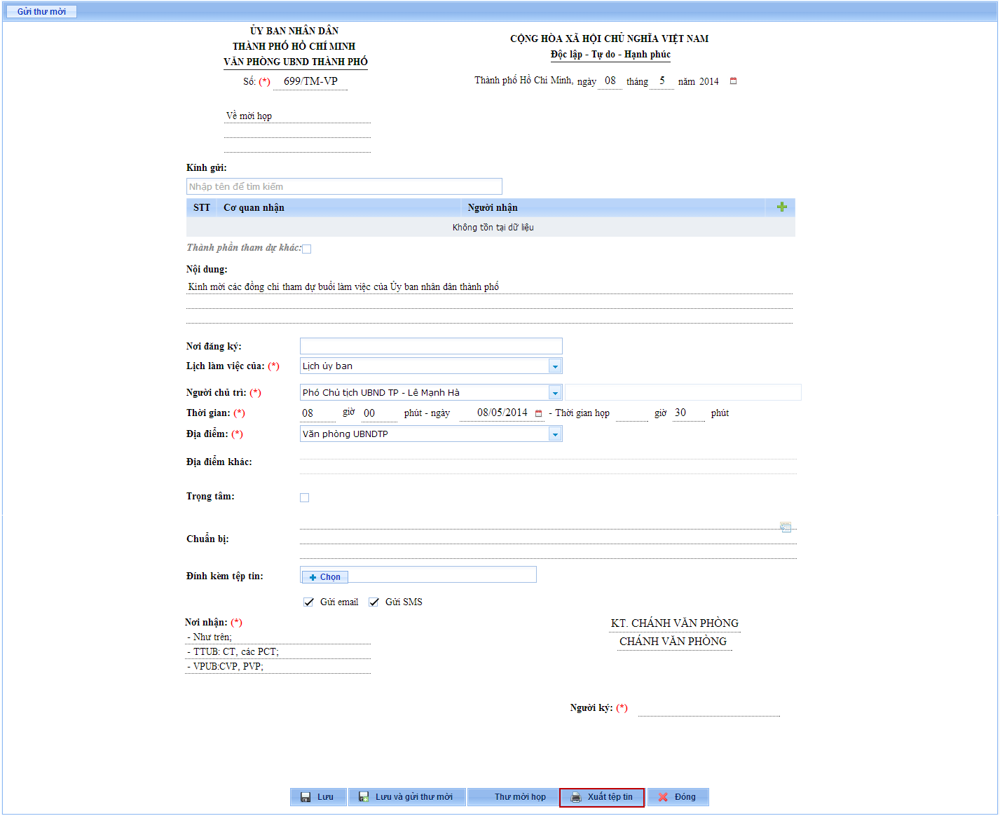 Gửi thư mời
ỦY BAN NHÂN DÂN
THÀNH PHỐ HỒ CHÍ MINH
VĂN PHÒNG UBND THÀNH PHỐ
CỘNG HÒA XÃ HỘI CHỦ NGHĨA VIỆT NAM
Độc lập - Tự do - Hạnh phúc
Số: (*) 699/TM-VP
Thành phố Hồ Chí Minh, ngày 08 tháng 5 năm 2014
Về mời họp
Kính gửi:
Nhập tên để tìm kiếm
STT Cơ quan nhận Người nhận
Không tồn tại dữ liệu
Thành phần tham dự khác:
Nội dung:
Kính mời các đồng chí tham dự buổi làm việc của Ủy ban nhân dân thành phố
Nơi đăng ký:
Lịch làm việc của: (*) Lịch ủy ban
Người chủ trì: (*) Phó Chủ tịch UBND TP - Lê Mạnh Hà
Thời gian: (*) 08 giờ 00 phút - ngày 08/05/2014 - Thời gian họp giờ 30 phút
Địa điểm: (*) Văn phòng UBNDTP
Địa điểm khác:
Trọng tâm:
Chuẩn bị:
Đính kèm tệp tin: Chọn
Gửi email Gửi SMS
Nơi nhận: (*)
- Như trên;
- TTUB: CT, các PCT;
- VPUB:CVP, PVP;
KT. CHÁNH VĂN PHÒNG
CHÁNH VĂN PHÒNG
Người ký: (*)
Lưu Lưu và gửi thư mời Thư mời họp Xuất tệp tin Đóng